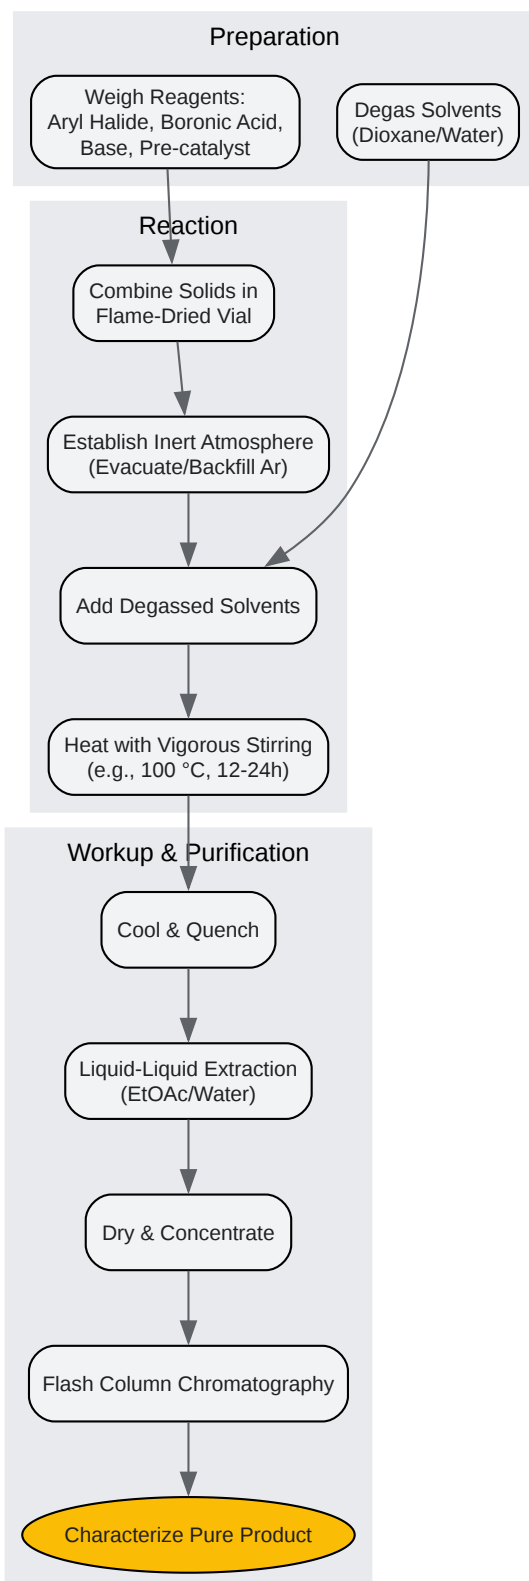 Preparation
Weigh Reagents:
Aryl Halide, Boronic Acid,
Base, Pre-catalyst
Degas Solvents
(Dioxane/Water)
Reaction
Combine Solids in
Flame-Dried Vial
Establish Inert Atmosphere
(Evacuate/Backfill Ar)
Add Degassed Solvents
Heat with Vigorous Stirring
(e.g., 100 °C, 12-24h)
Workup & Purification
Cool & Quench
Liquid-Liquid Extraction
(EtOAc/Water)
Dry & Concentrate
Flash Column Chromatography
Characterize Pure Product